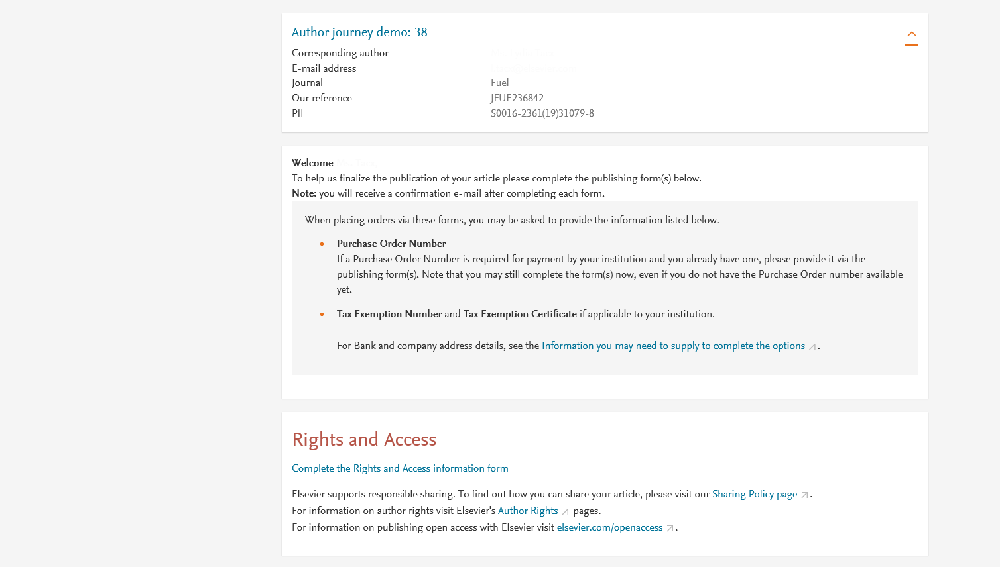 Author journey demo: 38
Corresponding author
E-mail address
Journal Fuel
Our reference JFUE236842
PII S0016-2361(19)31079-8
Welcome
To help us finalize the publication of your article please complete the publishing form(s) below.
Note: you will receive a confirmation e-mail after completing each form.
When placing orders via these forms, you may be asked to provide the information listed below.
• Purchase Order Number
If a Purchase Order Number is required for payment by your institution and you already have one, please provide it via the
publishing form(s). Note that you may still complete the form(s) now, even if you do not have the Purchase Order number available
yet.
• Tax Exemption Number and Tax Exemption Certificate if applicable to your institution.
For Bank and company address details, see the Information you may need to supply to complete the options .
Rights and Access
Complete the Rights and Access information form
Elsevier supports responsible sharing. To find out how you can share your article, please visit our Sharing Policy page .
For information on author rights visit Elsevier's Author Rights pages.
For information on publishing open access with Elsevier visit elsevier.com/openaccess .